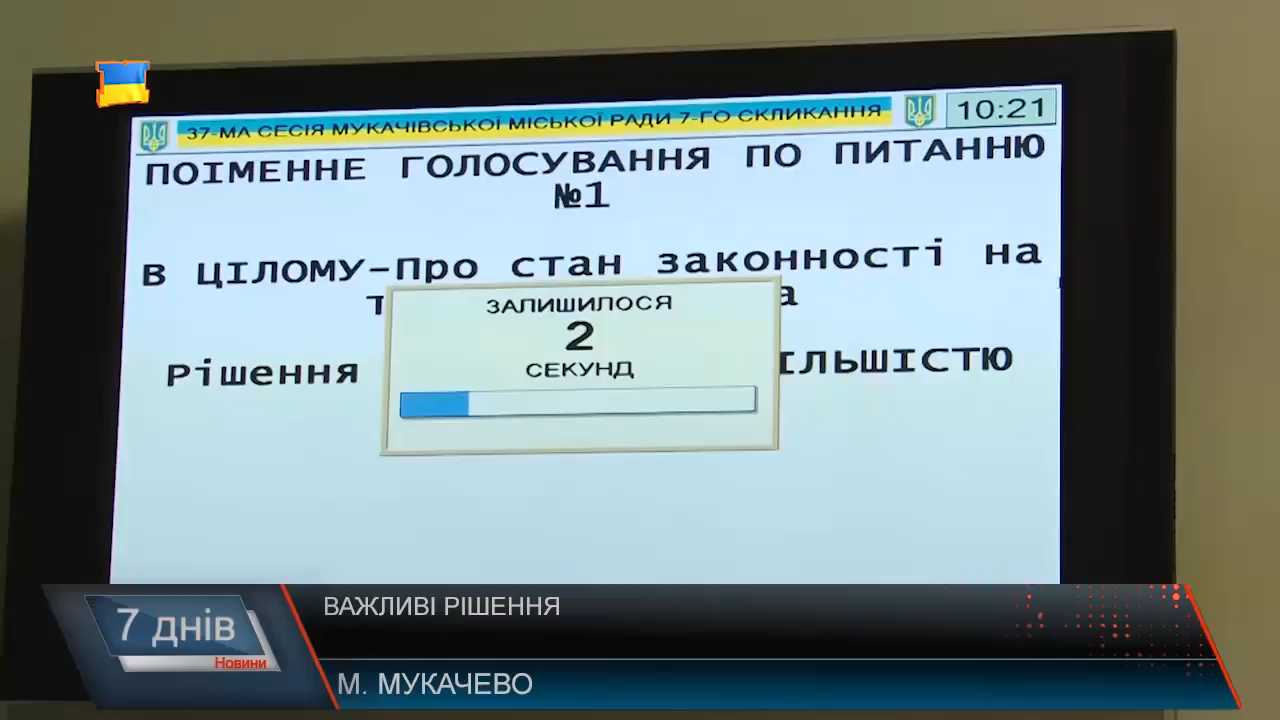 37-МА СЕСІЯ МУКАЧІВСЬКОЇ МІСЬКОЇ РАДИ 7-ГО СКЛИКАННЯ 10:21
ПОІМЕННЕ ГОЛОСУВАННЯ ПО ПИТАННЮ
№1
В ЦІЛОМУ-Про стан законності на
ЗАЛИШИЛОСЯ
2
СЕКУНД
Рішення
7 днів
Новини
ВАЖЛИВІ РІШЕННЯ
М. МУКАЧЕВО